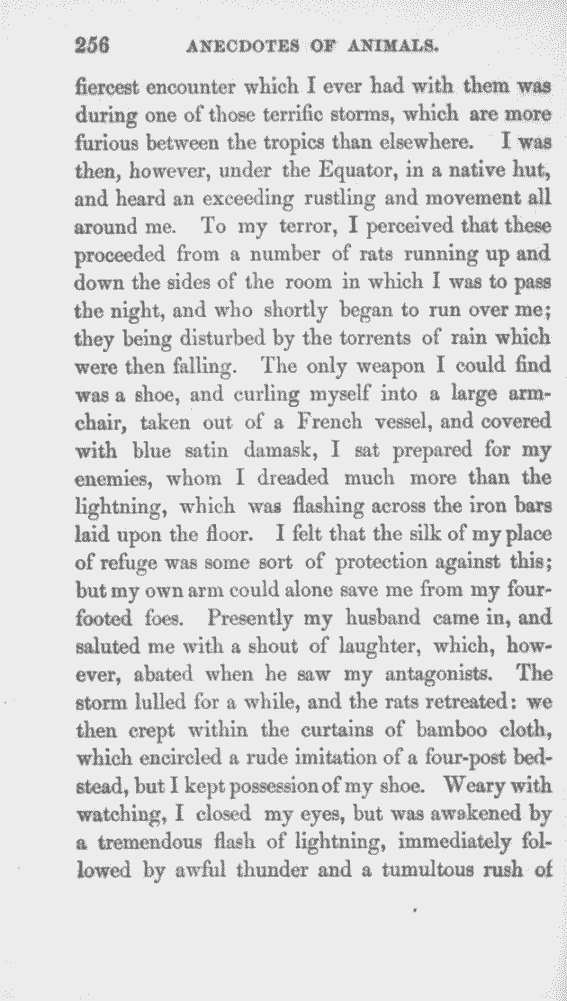 256 ANECDOTES OF ANIMALS.
fiercest encounter which I ever had with them was
during one of those terrific storms, which are more
furious between the tropics than elsewhere. I was
then, however, under the Equator, in a native hut,
and heard an exceeding rustling and movement all
around me. To my terror, I perceived that these
proceeded from a number of rats running up and
down the sides of the room in which I was to pass
the night, and who shortly began to run over me;
they being disturbed by the torrents of rain which
were then falling. The only weapon I could find
was a shoe, and curling myself into a large arm-
chair, taken out of a French vessel, and covered
with blue satin damask, I sat prepared for my
enemies, whom I dreaded much more than the
lightning, which was flashing across the iron bars
laid upon the floor. I felt that the silk of my place
of refuge was some sort of protection against this;
but my own arm could alone save me from my four-
footed foes. Presently my husband came in, and
saluted me with a shout of laughter, which, how-
ever, abated when he saw my antagonists. The
storm lulled for a while, and the rats retreated: we
then crept within the curtains of bamboo cloth,
which encircled a rude imitation of a four-post bed-
stead, but I kept possession of my shoe. Weary with
watching, I closed my eyes, but was awakened by
a tremendous flash of lightning, immediately fol-
lowed by awful thunder and a tumultous rush of